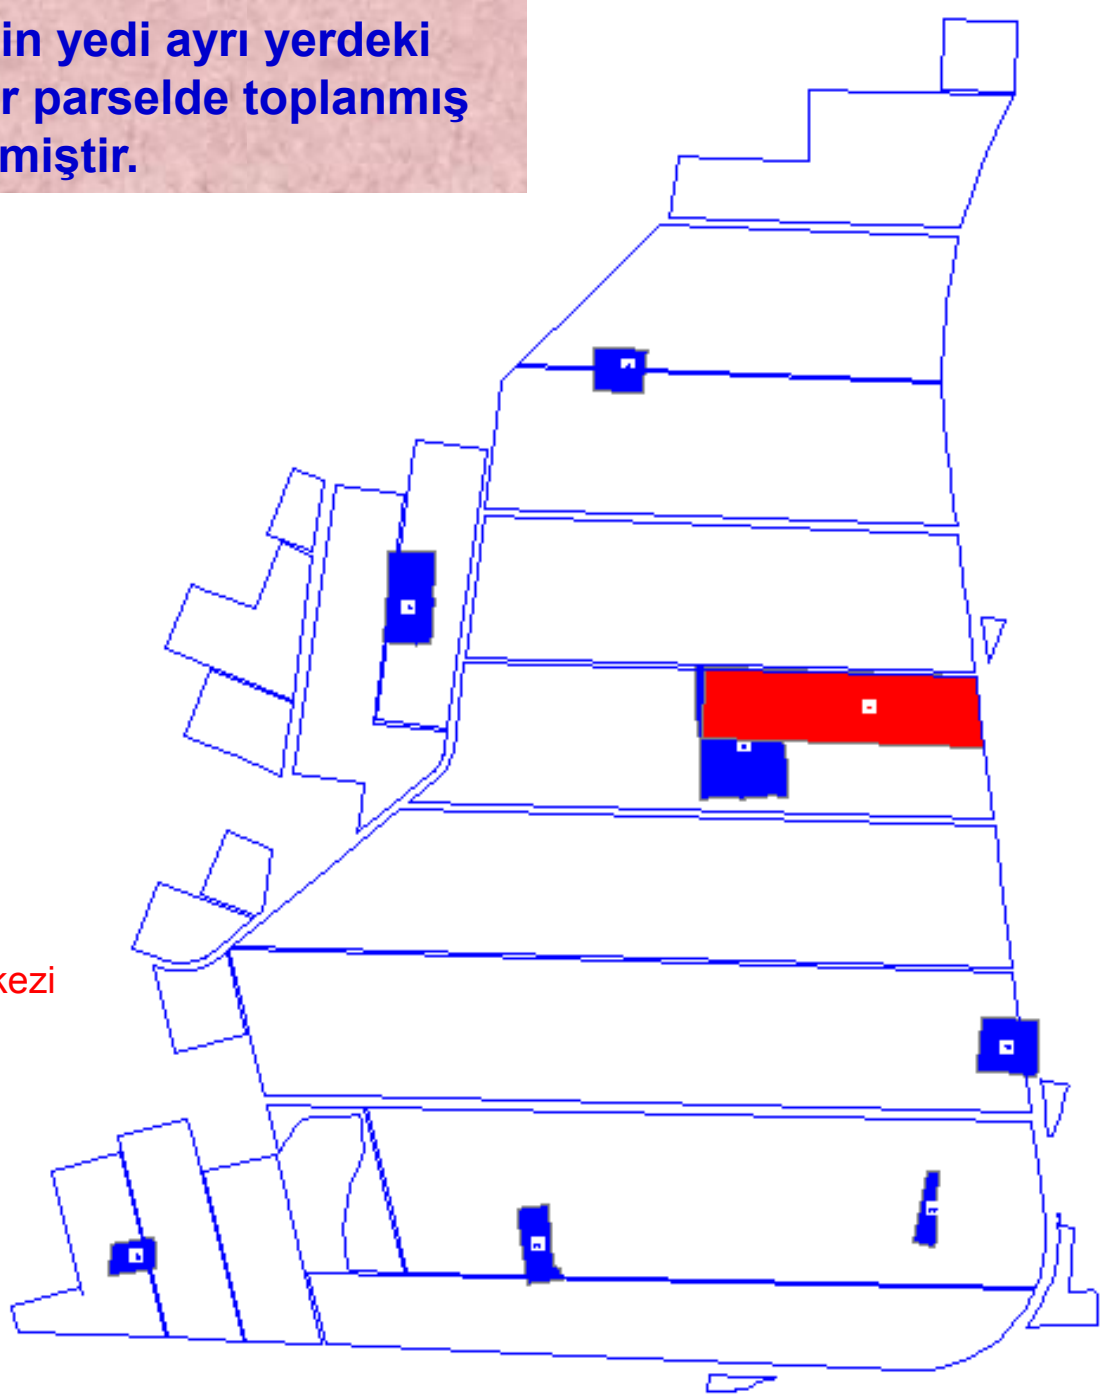 in yedi ayrı yerdeki
r parselde toplanmış
miştir.
kezi